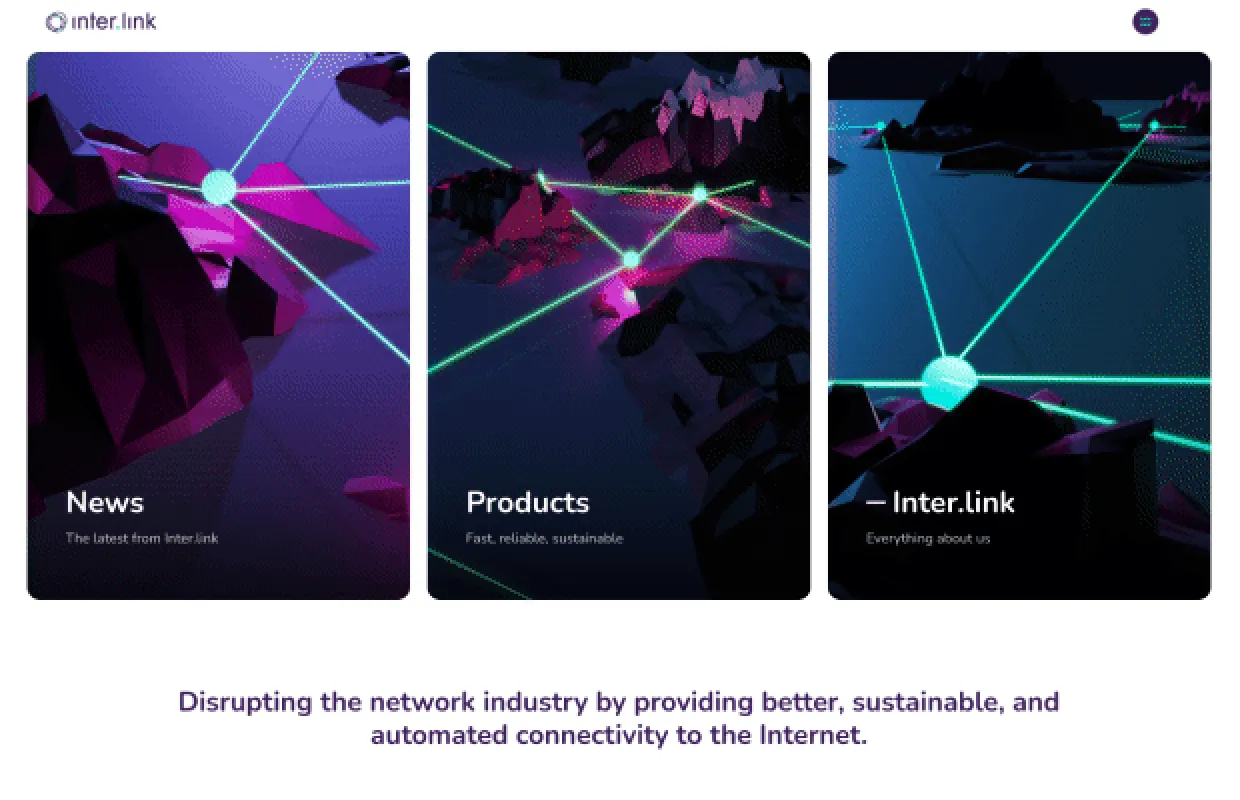 inter.link
News
The latest from Inter.link
Products
Fast, reliable, sustainable
— Inter.link
Everything about us
Disrupting the network industry by providing better, sustainable, and
automated connectivity to the Internet.